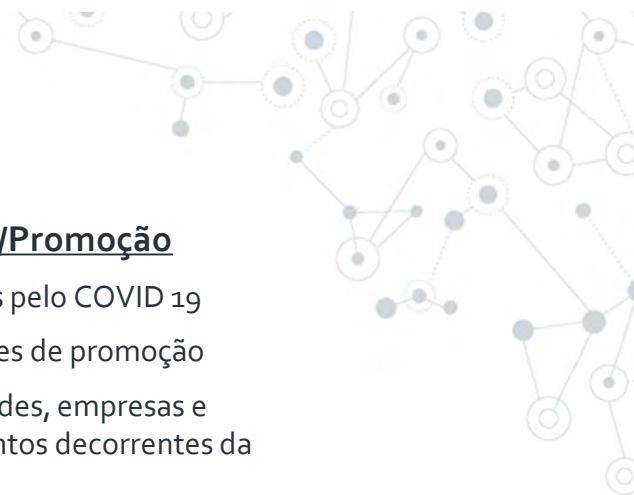 /Promoção
s pelo COVID 19
es de promoção
des, empresas e
ntos decorrentes da